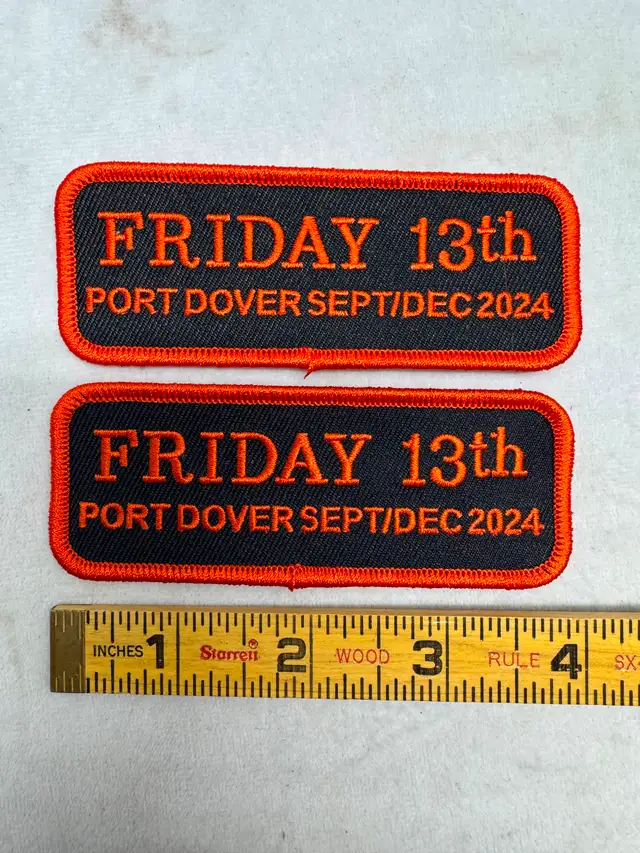 FRIDAY 13th
PORT DOVER SEPT/DEC 2024
FRIDAY 13th
PORT DOVER SEPT/DEC 2024
INCHES 1 Starrett 2 WOOD 3 RULE 4 SX